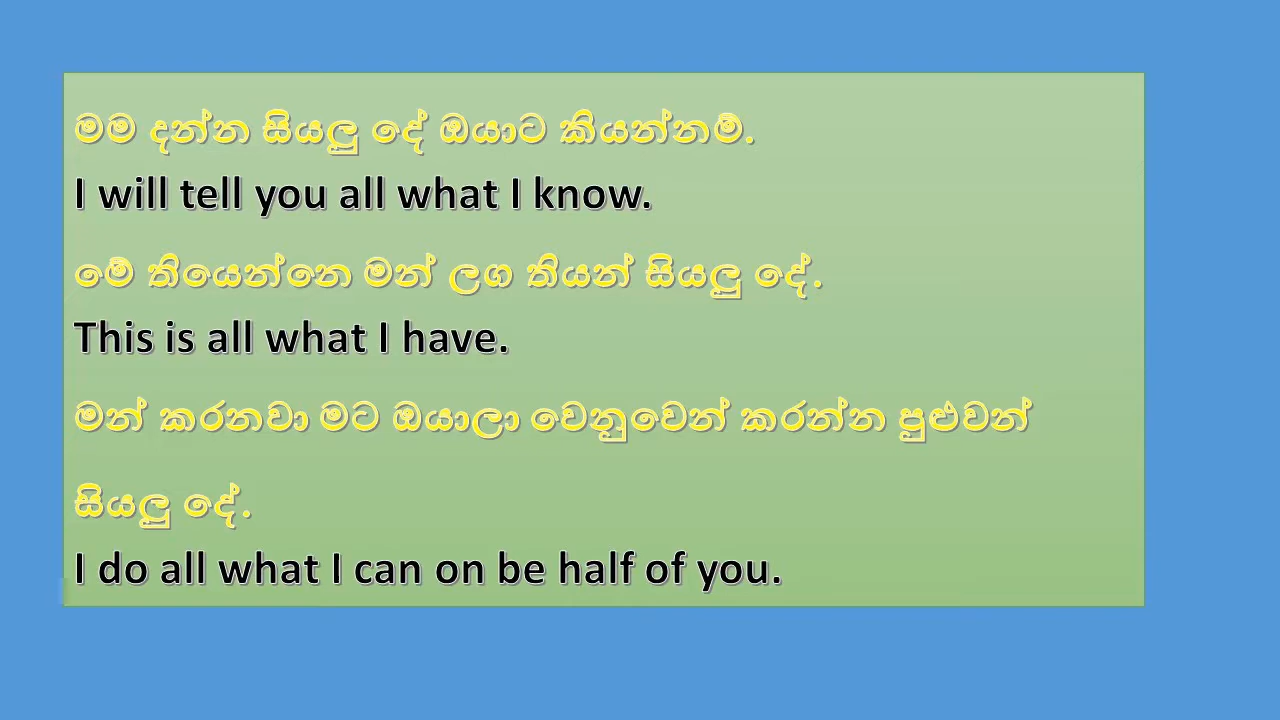 මම දන්න සියලු දේ ඔයාට කියන්නම්.
I will tell you all what I know.
මේ තියෙන්නෙ මන් ලග තියන් සියලු දේ.
This is all what I have.
මන් කරනවා මට ඔයාලා වෙනුවෙන් කරන්න පුළුවන්
සියලු දේ.
I do all what I can on be half of you.